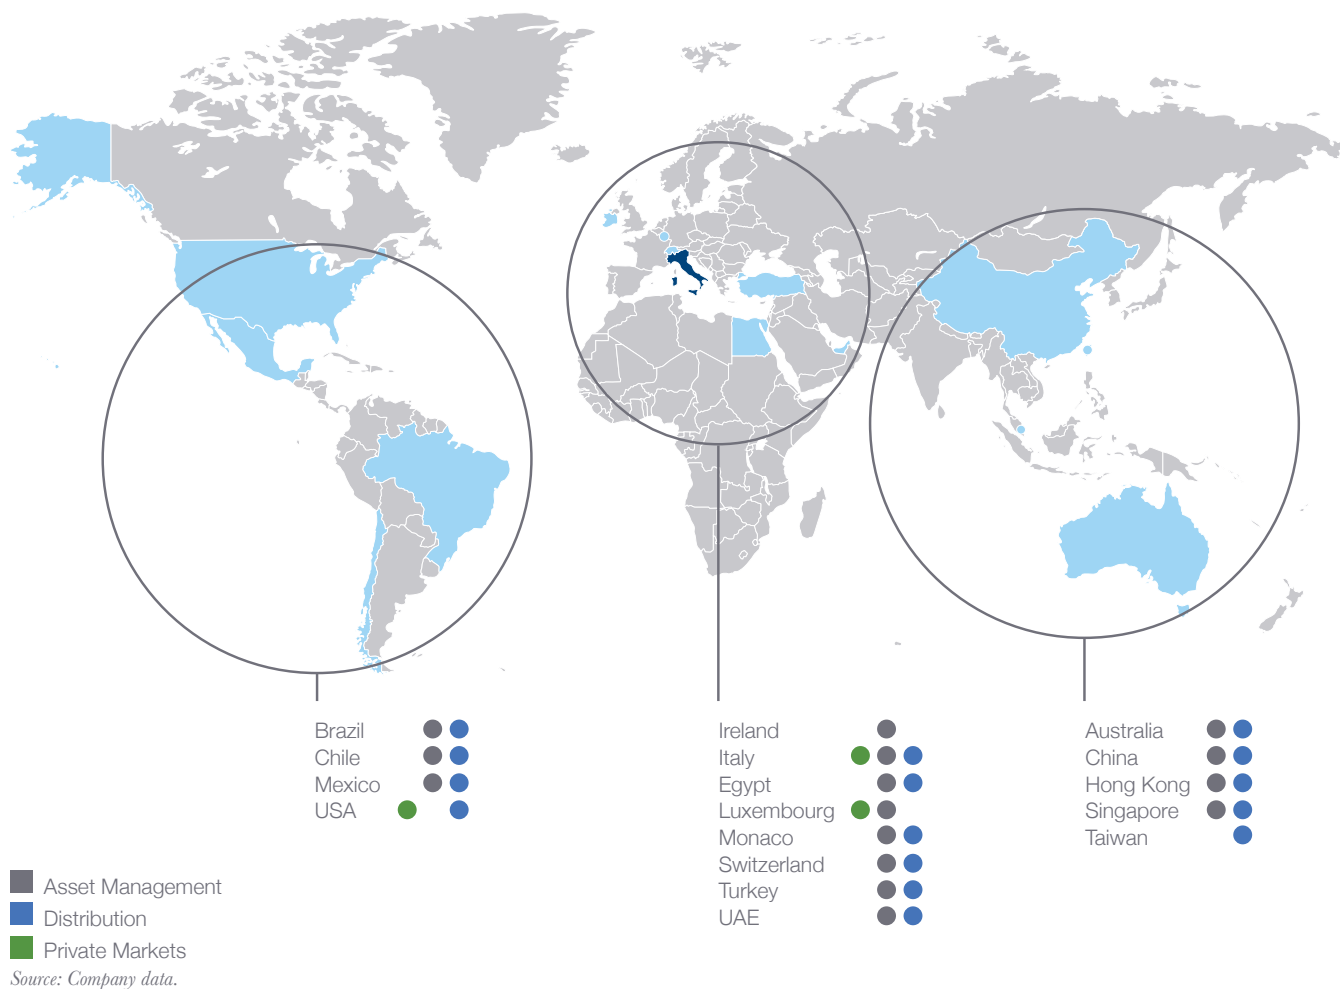 Brazil
Chile
Mexico
USA
Ireland
Italy
Egypt
Luxembourg
Monaco
Switzerland
Turkey
UAE
Australia
China
Hong Kong
Singapore
Taiwan
Asset Management
Distribution
Private Markets
Source: Company data.